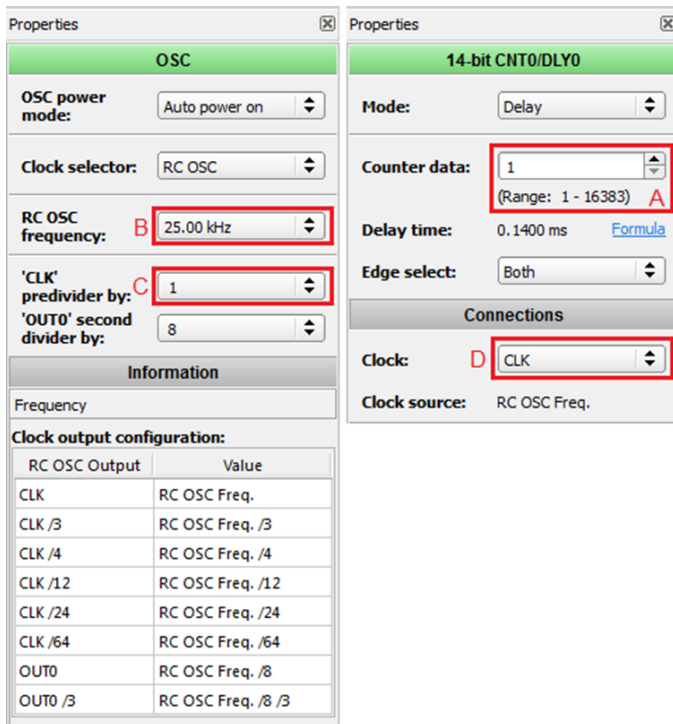 Properties
OSC
OSC power
mode:
Auto power on
Clock selector:
RC OSC
RC OSC
frequency:
B
25.00 kHz
'CLK'
predivider by:
C
1
'OUT0' second
divider by:
8
Information
Frequency
Clock output configuration:
RC OSC Output Value
CLK RC OSC Freq.
CLK /3 RC OSC Freq. /3
CLK /4 RC OSC Freq. /4
CLK /12 RC OSC Freq. /12
CLK /24 RC OSC Freq. /24
CLK /64 RC OSC Freq. /64
OUT0 RC OSC Freq. /8
OUT0 /3 RC OSC Freq. /8 /3
Properties
14-bit CNT0/DLY0
Mode: Delay
Counter data: 1
(Range: 1 - 16383) A
Delay time: 0.1400 ms Formula
Edge select: Both
Connections
Clock: D CLK
Clock source: RC OSC Freq.